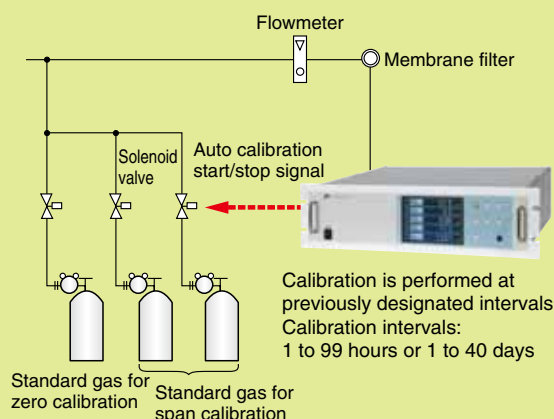 Flowmeter
Membrane filter
Solenoid
valve
Auto calibration
start/stop signal
Calibration is performed at
previously designated intervals
Calibration intervals:
1 to 99 hours or 1 to 40 days
Standard gas for
zero calibration
Standard gas for
span calibration